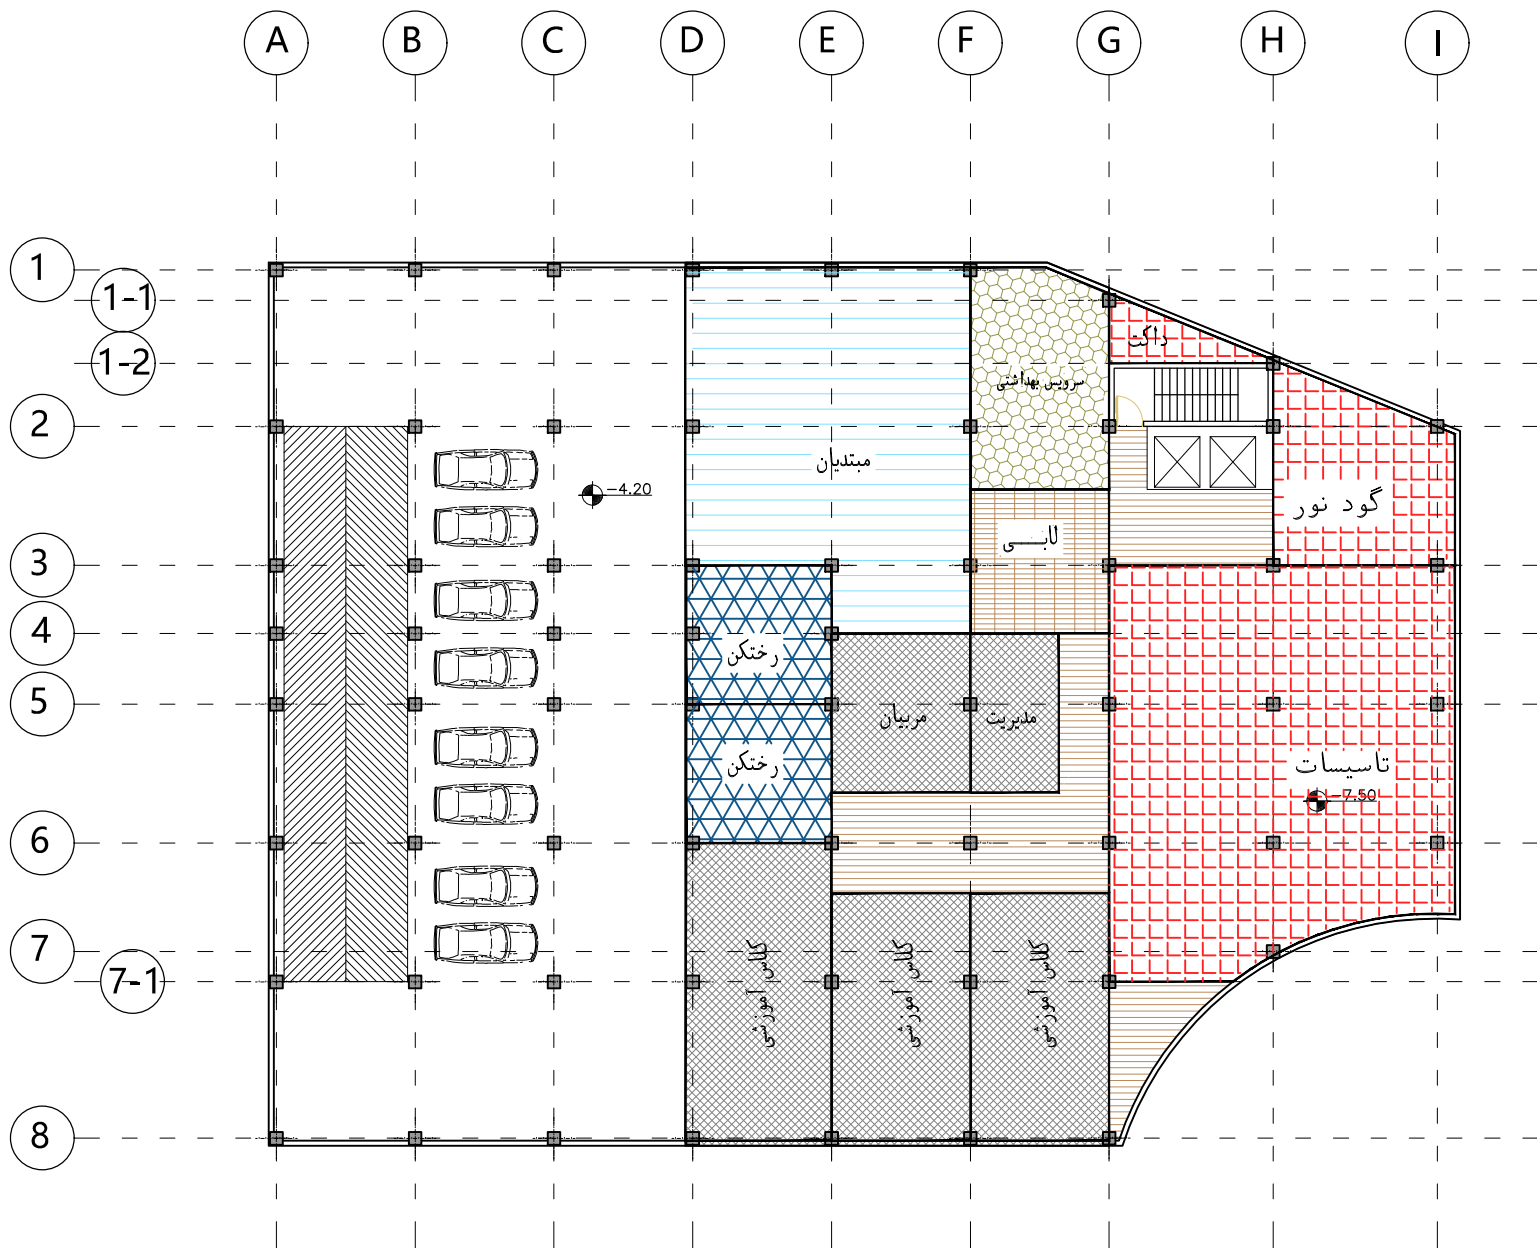 A B C D E F G H I
1
1-1
داکت
1-2
سرویس بهداشتی
2
مبتدیان
-4.20
گود نور
لابـــی
3
4
رختکن
5
مربیان
مدیریت
رختکن
تاسیسات
-7.50
6
7
7-1
کلاس آموزشی
کلاس آموزشی
کلاس آموزشی
8